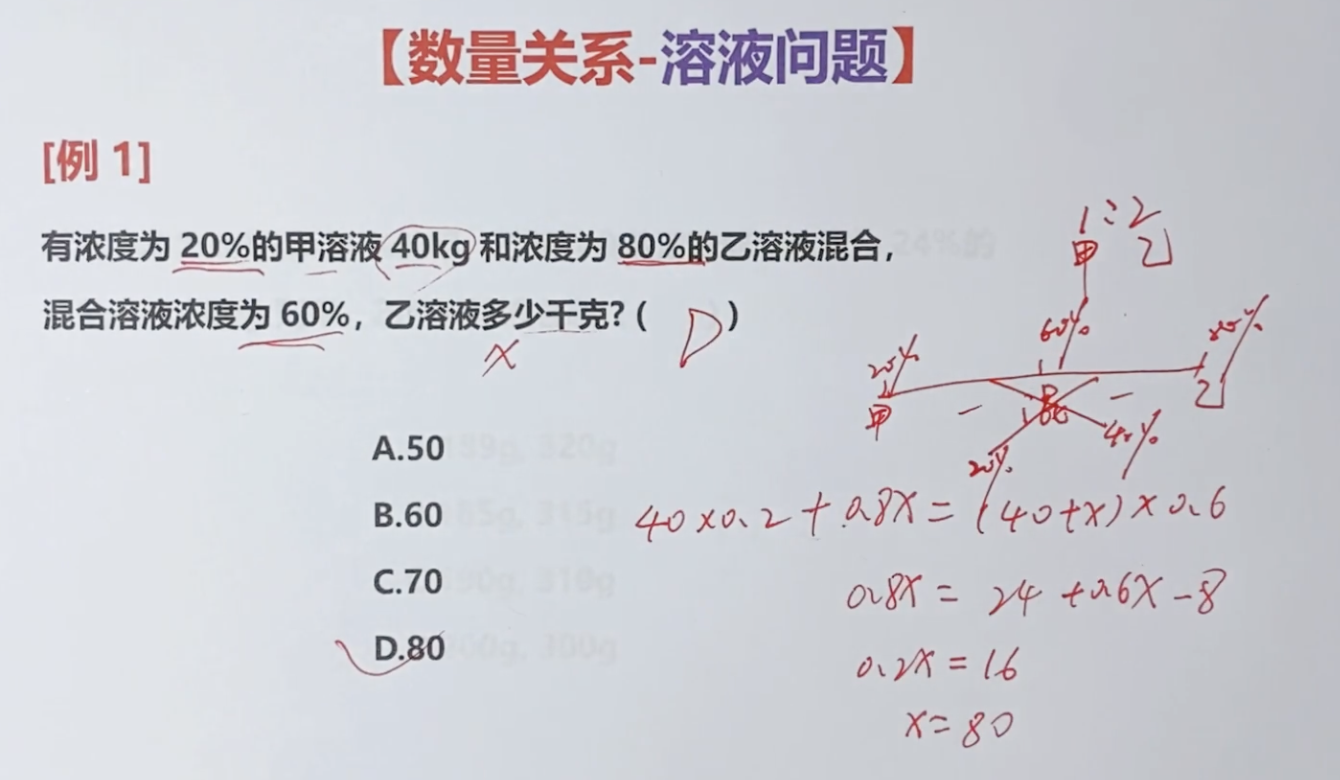 【数量关系-溶液问题】
[例 1]
有浓度为 20%的甲溶液 40kg 和浓度为 80%的乙溶液混合，
混合溶液浓度为 60%，乙溶液多少千克？( D )
x
A.50
B.60
C.70
D.80
1:2
甲 乙
20% 60% 80%
甲 乙
20% 40%
40×0.2+0.8x=(40+x)×0.6
0.8x=24+0.6x-8
0.2x=16
x=80